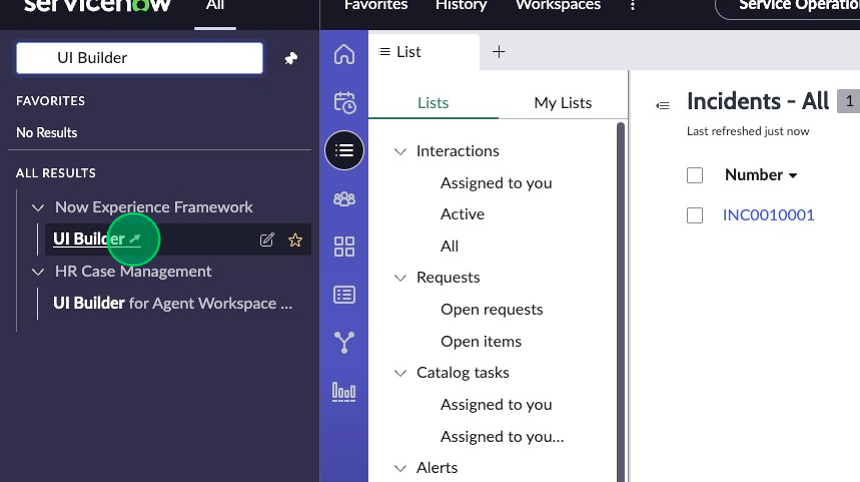 servicenow
All
Favorites
History
Workspaces
Service Operation
UI Builder
FAVORITES
No Results
ALL RESULTS
Now Experience Framework
UI Builder
HR Case Management
UI Builder for Agent Workspace ...
List
Lists
My Lists
Interactions
Assigned to you
Active
All
Requests
Open requests
Open items
Catalog tasks
Assigned to you
Assigned to you...
Alerts
Incidents - All 1
Last refreshed just now
Number
INC0010001